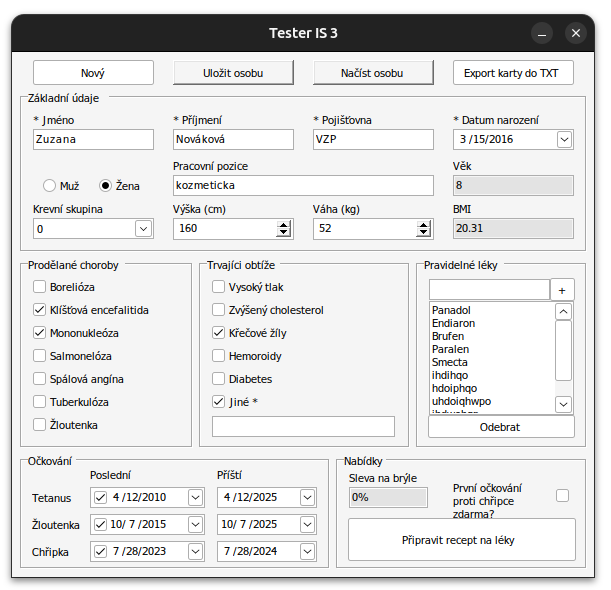 Tester IS 3
Nový Uložit osobu Načíst osobu Export karty do TXT
Základní údaje
* Jméno * Příjmení * Pojišťovna * Datum narození
Zuzana Nováková VZP 3 /15/2016
Pracovní pozice Věk
Muž Žena kozmeticka 8
Krevní skupina Výška (cm) Váha (kg) BMI
0 160 52 20.31
Prodělané choroby
Borelióza
Klíšťová encefalitida
Mononukleóza
Salmonelóza
Spálová angína
Tuberkulóza
Žloutenka
Trvajíci obtíže
Vysoký tlak
Zvýšený cholesterol
Křečové žíly
Hemoroidy
Diabetes
Jiné *
Pravidelné léky
+
Panadol
Endiaron
Brufen
Paralen
Smecta
ihdihqo
hdoiphqo
uhdoiqhwpo
Odebrat
Očkování
Poslední Příští
Tetanus 4 /12/2010 4 /12/2025
Žloutenka 10/ 7 /2015 10/ 7 /2025
Chřipka 7 /28/2023 7 /28/2024
Nabídky
Sleva na brýle
0%
První očkování
proti chřipce
zdarma?
Připravit recept na léky